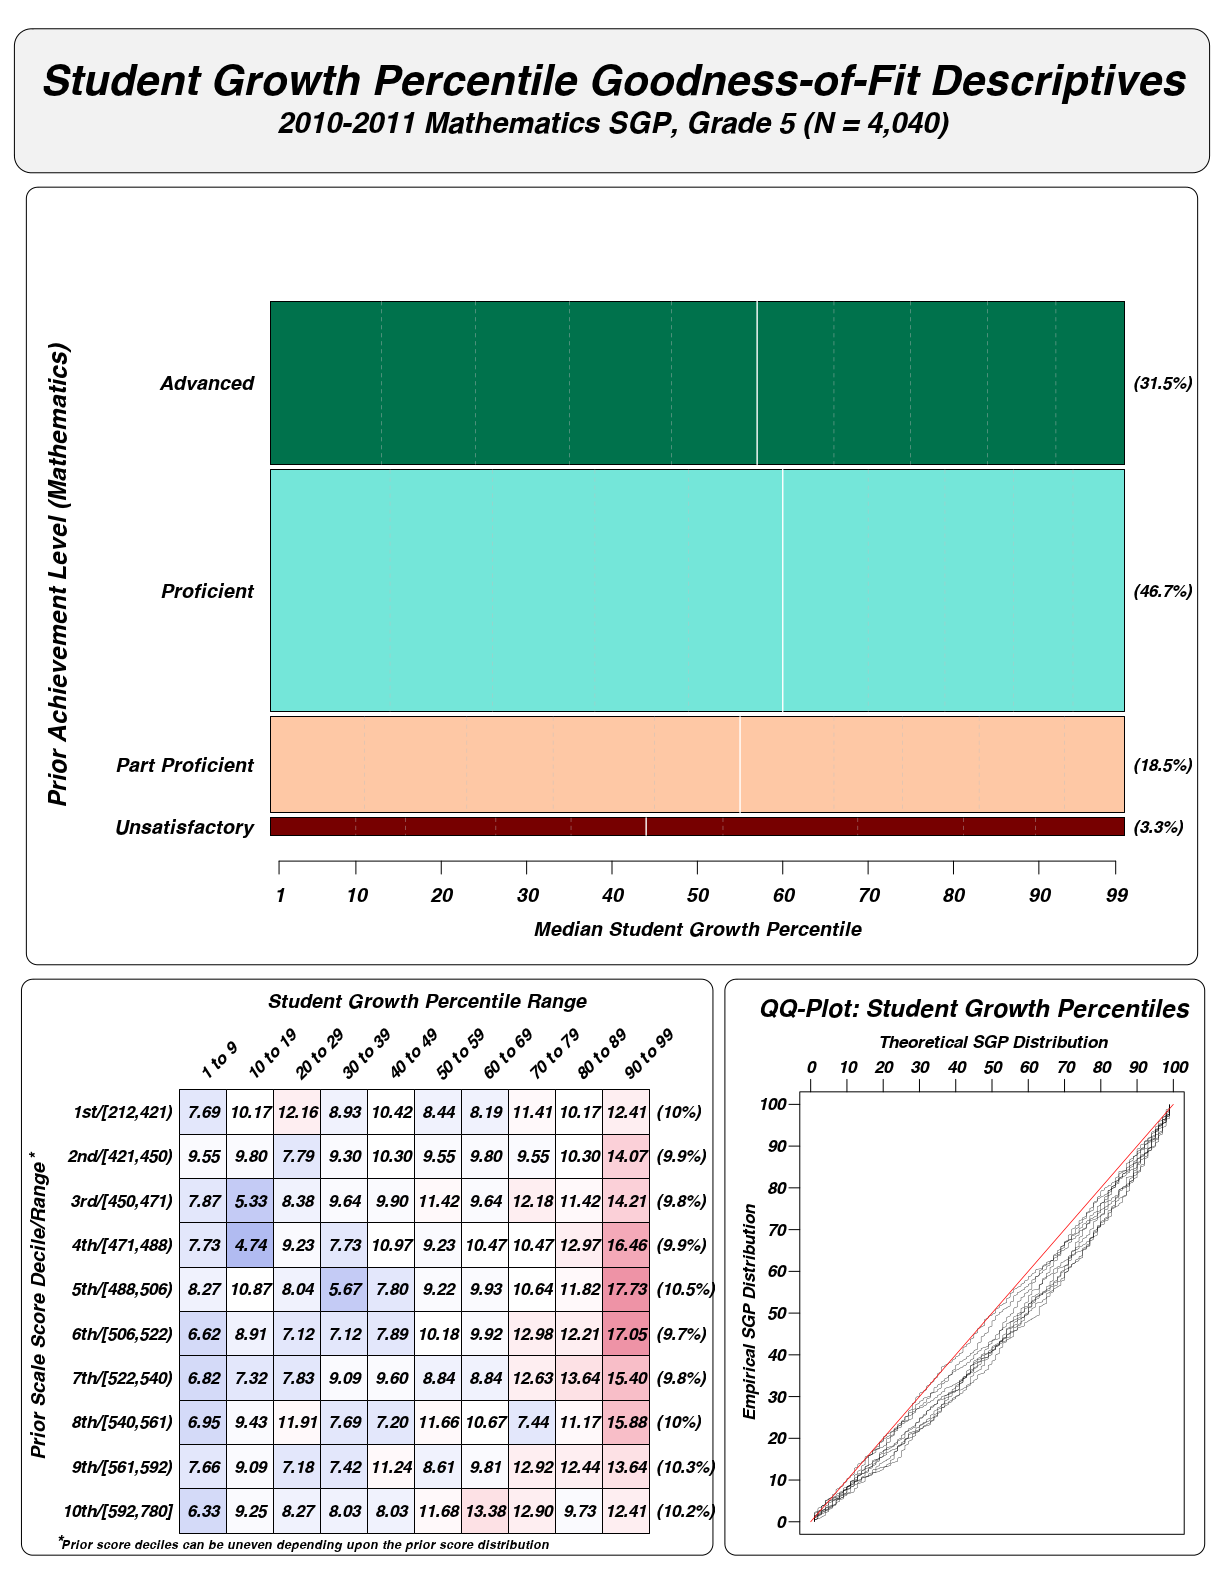 Student Growth Percentile Goodness-of-Fit Descriptives
2010-2011 Mathematics SGP, Grade 5 (N = 4,040)
Prior Achievement Level (Mathematics)
Advanced (31.5%)
Proficient (46.7%)
Part Proficient (18.5%)
Unsatisfactory (3.3%)
1 10 20 30 40 50 60 70 80 90 99
Median Student Growth Percentile
Student Growth Percentile Range
1 to 9 10 to 19 20 to 29 30 to 39 40 to 49 50 to 59 60 to 69 70 to 79 80 to 89 90 to 99
Prior Scale Score Decile/Range*
1st/[212,421) 7.69 10.17 12.16 8.93 10.42 8.44 8.19 11.41 10.17 12.41 (10%)
2nd/[421,450) 9.55 9.80 7.79 9.30 10.30 9.55 9.80 9.55 10.30 14.07 (9.9%)
3rd/[450,471) 7.87 5.33 8.38 9.64 9.90 11.42 9.64 12.18 11.42 14.21 (9.8%)
4th/[471,488) 7.73 4.74 9.23 7.73 10.97 9.23 10.47 10.47 12.97 16.46 (9.9%)
5th/[488,506) 8.27 10.87 8.04 5.67 7.80 9.22 9.93 10.64 11.82 17.73 (10.5%)
6th/[506,522) 6.62 8.91 7.12 7.12 7.89 10.18 9.92 12.98 12.21 17.05 (9.7%)
7th/[522,540) 6.82 7.32 7.83 9.09 9.60 8.84 8.84 12.63 13.64 15.40 (9.8%)
8th/[540,561) 6.95 9.43 11.91 7.69 7.20 11.66 10.67 7.44 11.17 15.88 (10%)
9th/[561,592) 7.66 9.09 7.18 7.42 11.24 8.61 9.81 12.92 12.44 13.64 (10.3%)
10th/[592,780] 6.33 9.25 8.27 8.03 8.03 11.68 13.38 12.90 9.73 12.41 (10.2%)
*Prior score deciles can be uneven depending upon the prior score distribution
QQ-Plot: Student Growth Percentiles
Theoretical SGP Distribution
0 10 20 30 40 50 60 70 80 90 100
Empirical SGP Distribution
100
90
80
70
60
50
40
30
20
10
0